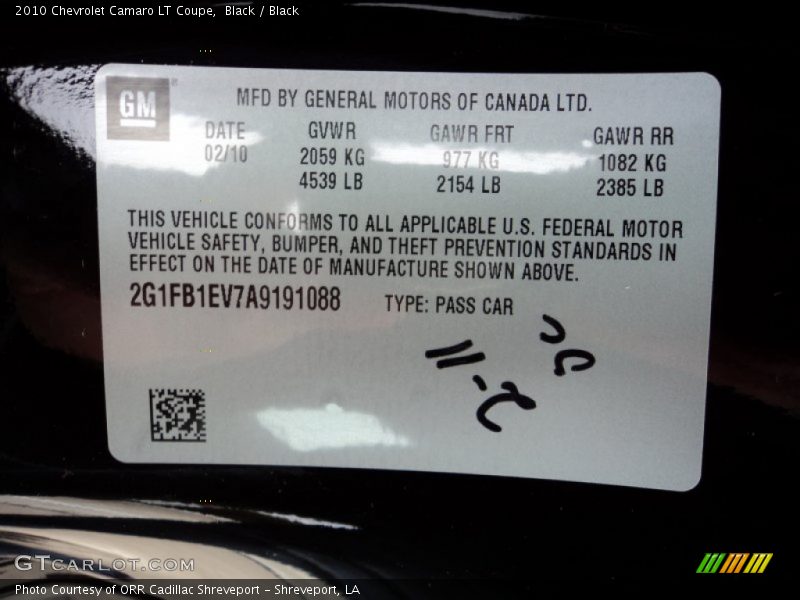 2010 Chevrolet Camaro LT Coupe, Black / Black
GM
MFD BY GENERAL MOTORS OF CANADA LTD.
DATE GVWR GAWR FRT GAWR RR
02/10 2059 KG 977 KG 1082 KG
4539 LB 2154 LB 2385 LB
THIS VEHICLE CONFORMS TO ALL APPLICABLE U.S. FEDERAL MOTOR
VEHICLE SAFETY, BUMPER, AND THEFT PREVENTION STANDARDS IN
EFFECT ON THE DATE OF MANUFACTURE SHOWN ABOVE.
2G1FB1EV7A9191088 TYPE: PASS CAR
GTcarlot.com
Photo Courtesy of ORR Cadillac Shreveport - Shreveport, LA